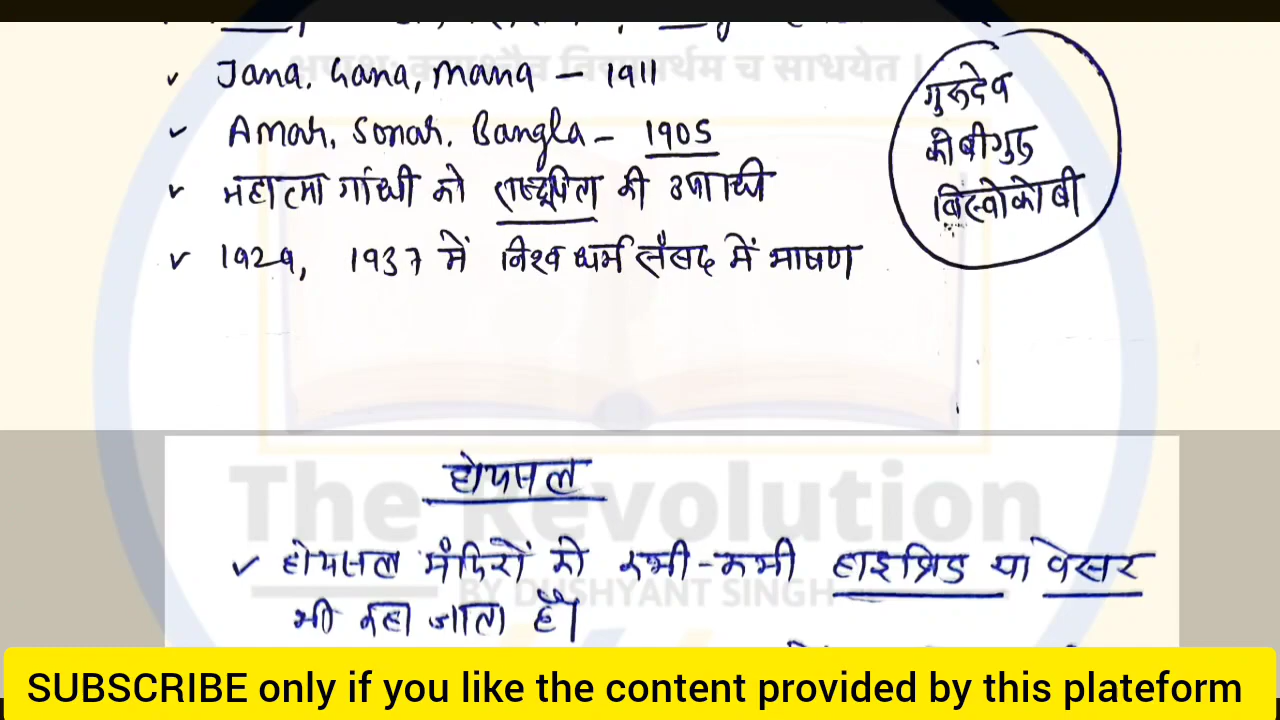 Jana, Gana, Mana – 1911
Amar, Sonar, Bangla – 1905
महात्मा गांधी को राष्ट्रपिता की उपाधी
1929, 1937 में विश्व धर्म संसद में भाषण
गुरुदेव
कोबीगुरु
बिस्वोकोबी
च साधयेत।
होयसल
The Revolution
होयसल मंदिरों को कभी-कभी हाइब्रिड या वेसर
BY DUSHYANT SINGH
भी कहा जाता है।
SUBSCRIBE only if you like the content provided by this plateform